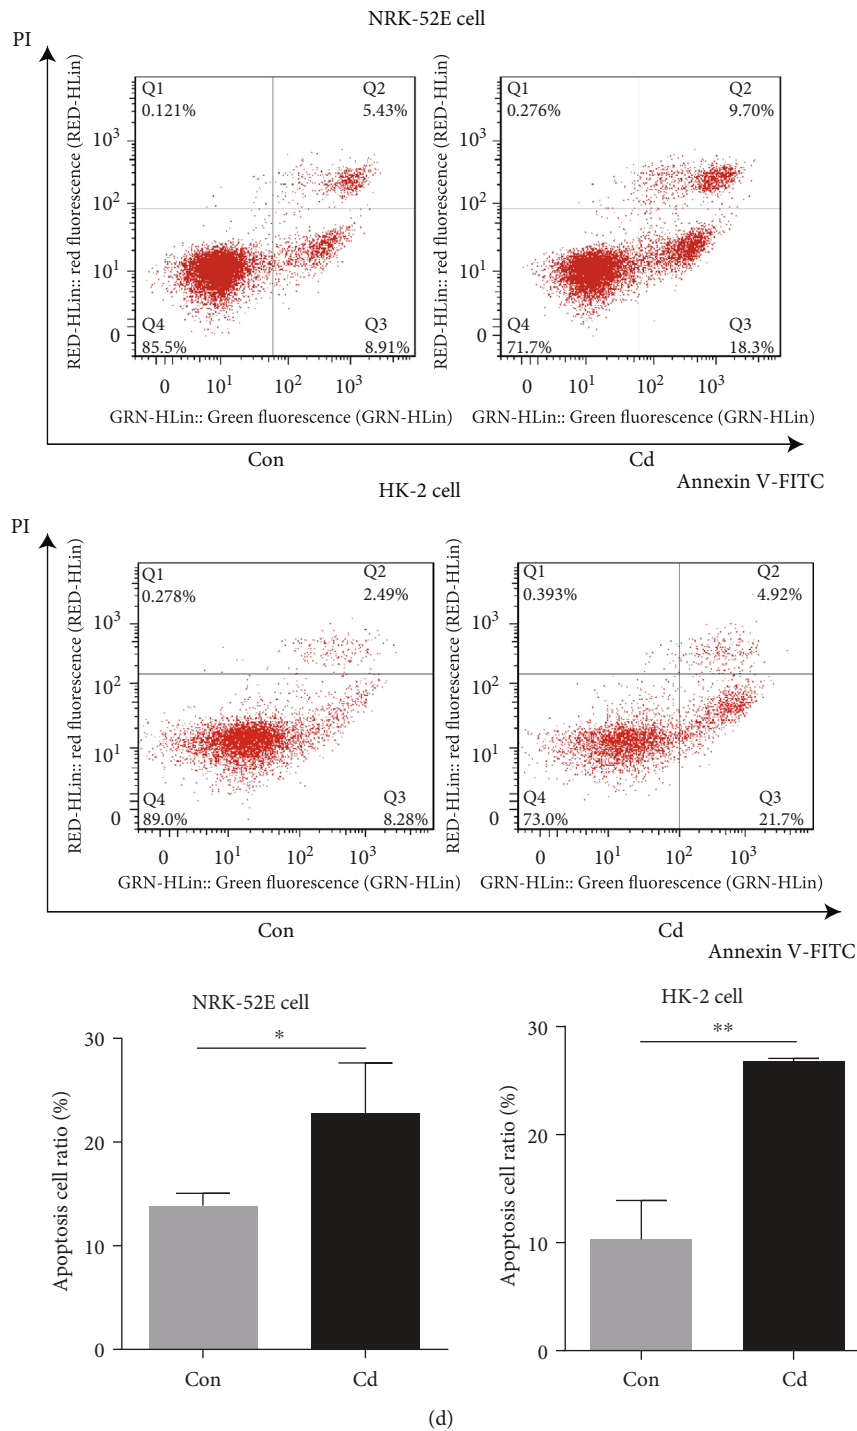 NRK-52E cell
PI
RED-HLin:: red fluorescence (RED-HLin)
10³
10²
10¹
0
Q1
0.121%
Q2
5.43%
Q4
85.5%
Q3
8.91%
0
10¹
10²
10³
GRN-HLin:: Green fluorescence (GRN-HLin)
Con
RED-HLin:: red fluorescence (RED-HLin)
10³
10²
10¹
0
Q1
0.276%
Q2
9.70%
Q4
71.7%
Q3
18.3%
0
10¹
10²
10³
GRN-HLin:: Green fluorescence (GRN-HLin)
Cd
Annexin V-FITC
HK-2 cell
PI
RED-HLin:: red fluorescence (RED-HLin)
10³
10²
10¹
0
Q1
0.278%
Q2
2.49%
Q4
89.0%
Q3
8.28%
0
10¹
10²
10³
GRN-HLin:: Green fluorescence (GRN-HLin)
Con
RED-HLin:: red fluorescence (RED-HLin)
10³
10²
10¹
0
Q1
0.393%
Q2
4.92%
Q4
73.0%
Q3
21.7%
0
10¹
10²
10³
GRN-HLin:: Green fluorescence (GRN-HLin)
Cd
Annexin V-FITC
NRK-52E cell
Apoptosis cell ratio (%)
30
20
10
0
*
Con
Cd
HK-2 cell
Apoptosis cell ratio (%)
30
20
10
0
**
Con
Cd
(d)